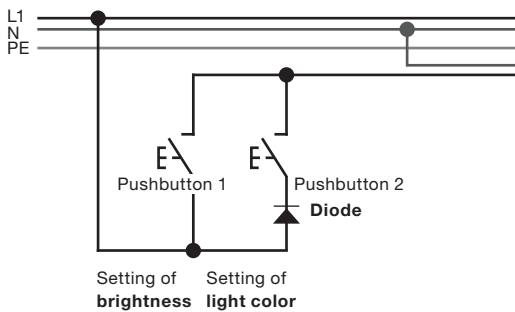 L1
N
PE
Pushbutton 1
Pushbutton 2
Diode
Setting of
brightness
Setting of
light color